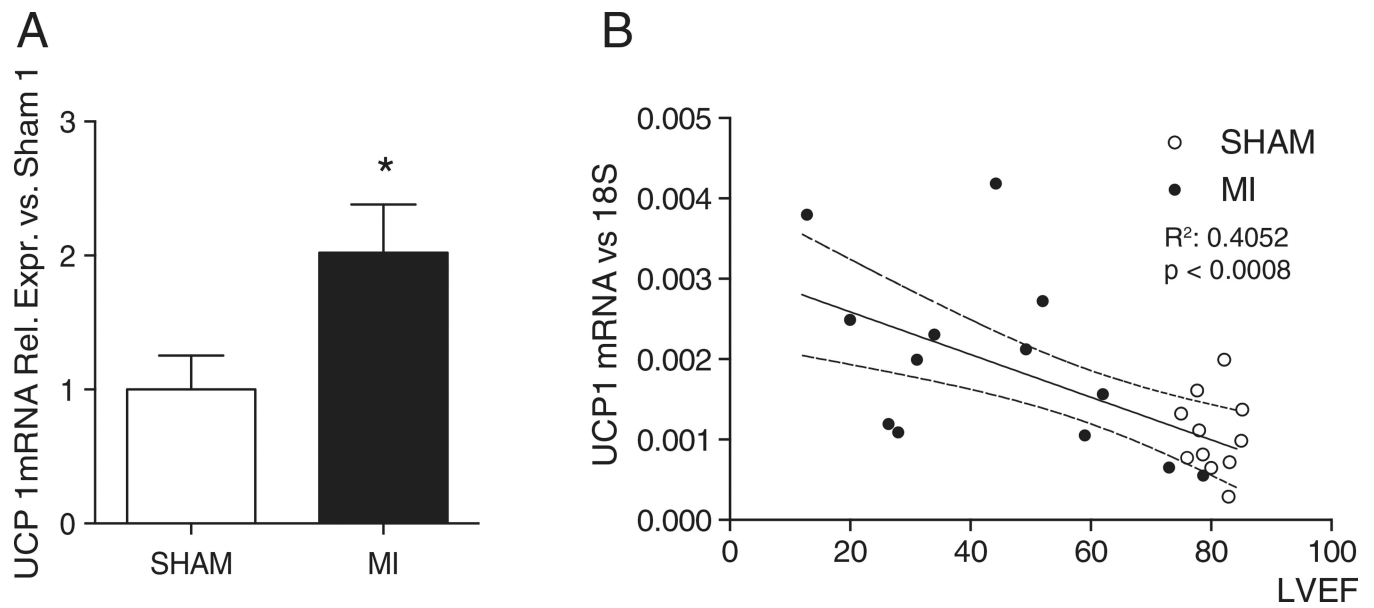 A
UCP 1mRNA Rel. Expr. vs. Sham 1
3
2
1
0
*
SHAM
MI
B
UCP1 mRNA vs 18S
0.005
0.004
0.003
0.002
0.001
0.000
0
20
40
60
80
100
LVEF
SHAM
MI
R²: 0.4052
p < 0.0008